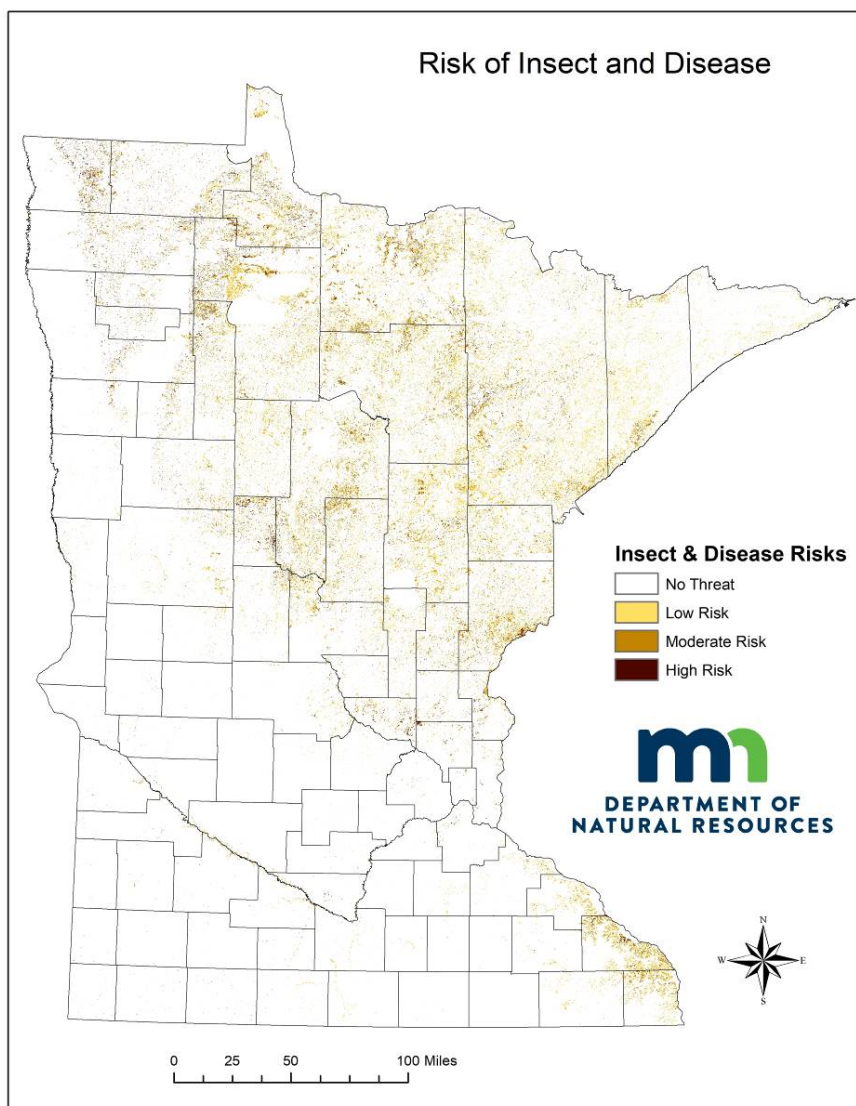 Risk of Insect and Disease
Insect & Disease Risks
No Threat
Low Risk
Moderate Risk
High Risk
mn
DEPARTMENT OF
NATURAL RESOURCES
N
W E
S
0 25 50 100 Miles